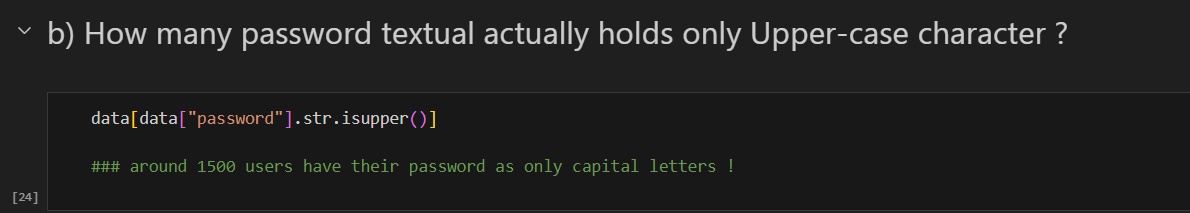 b) How many password textual actually holds only Upper-case character ?
data[data["password"].str.isupper()]
### around 1500 users have their password as only capital letters !
[24]